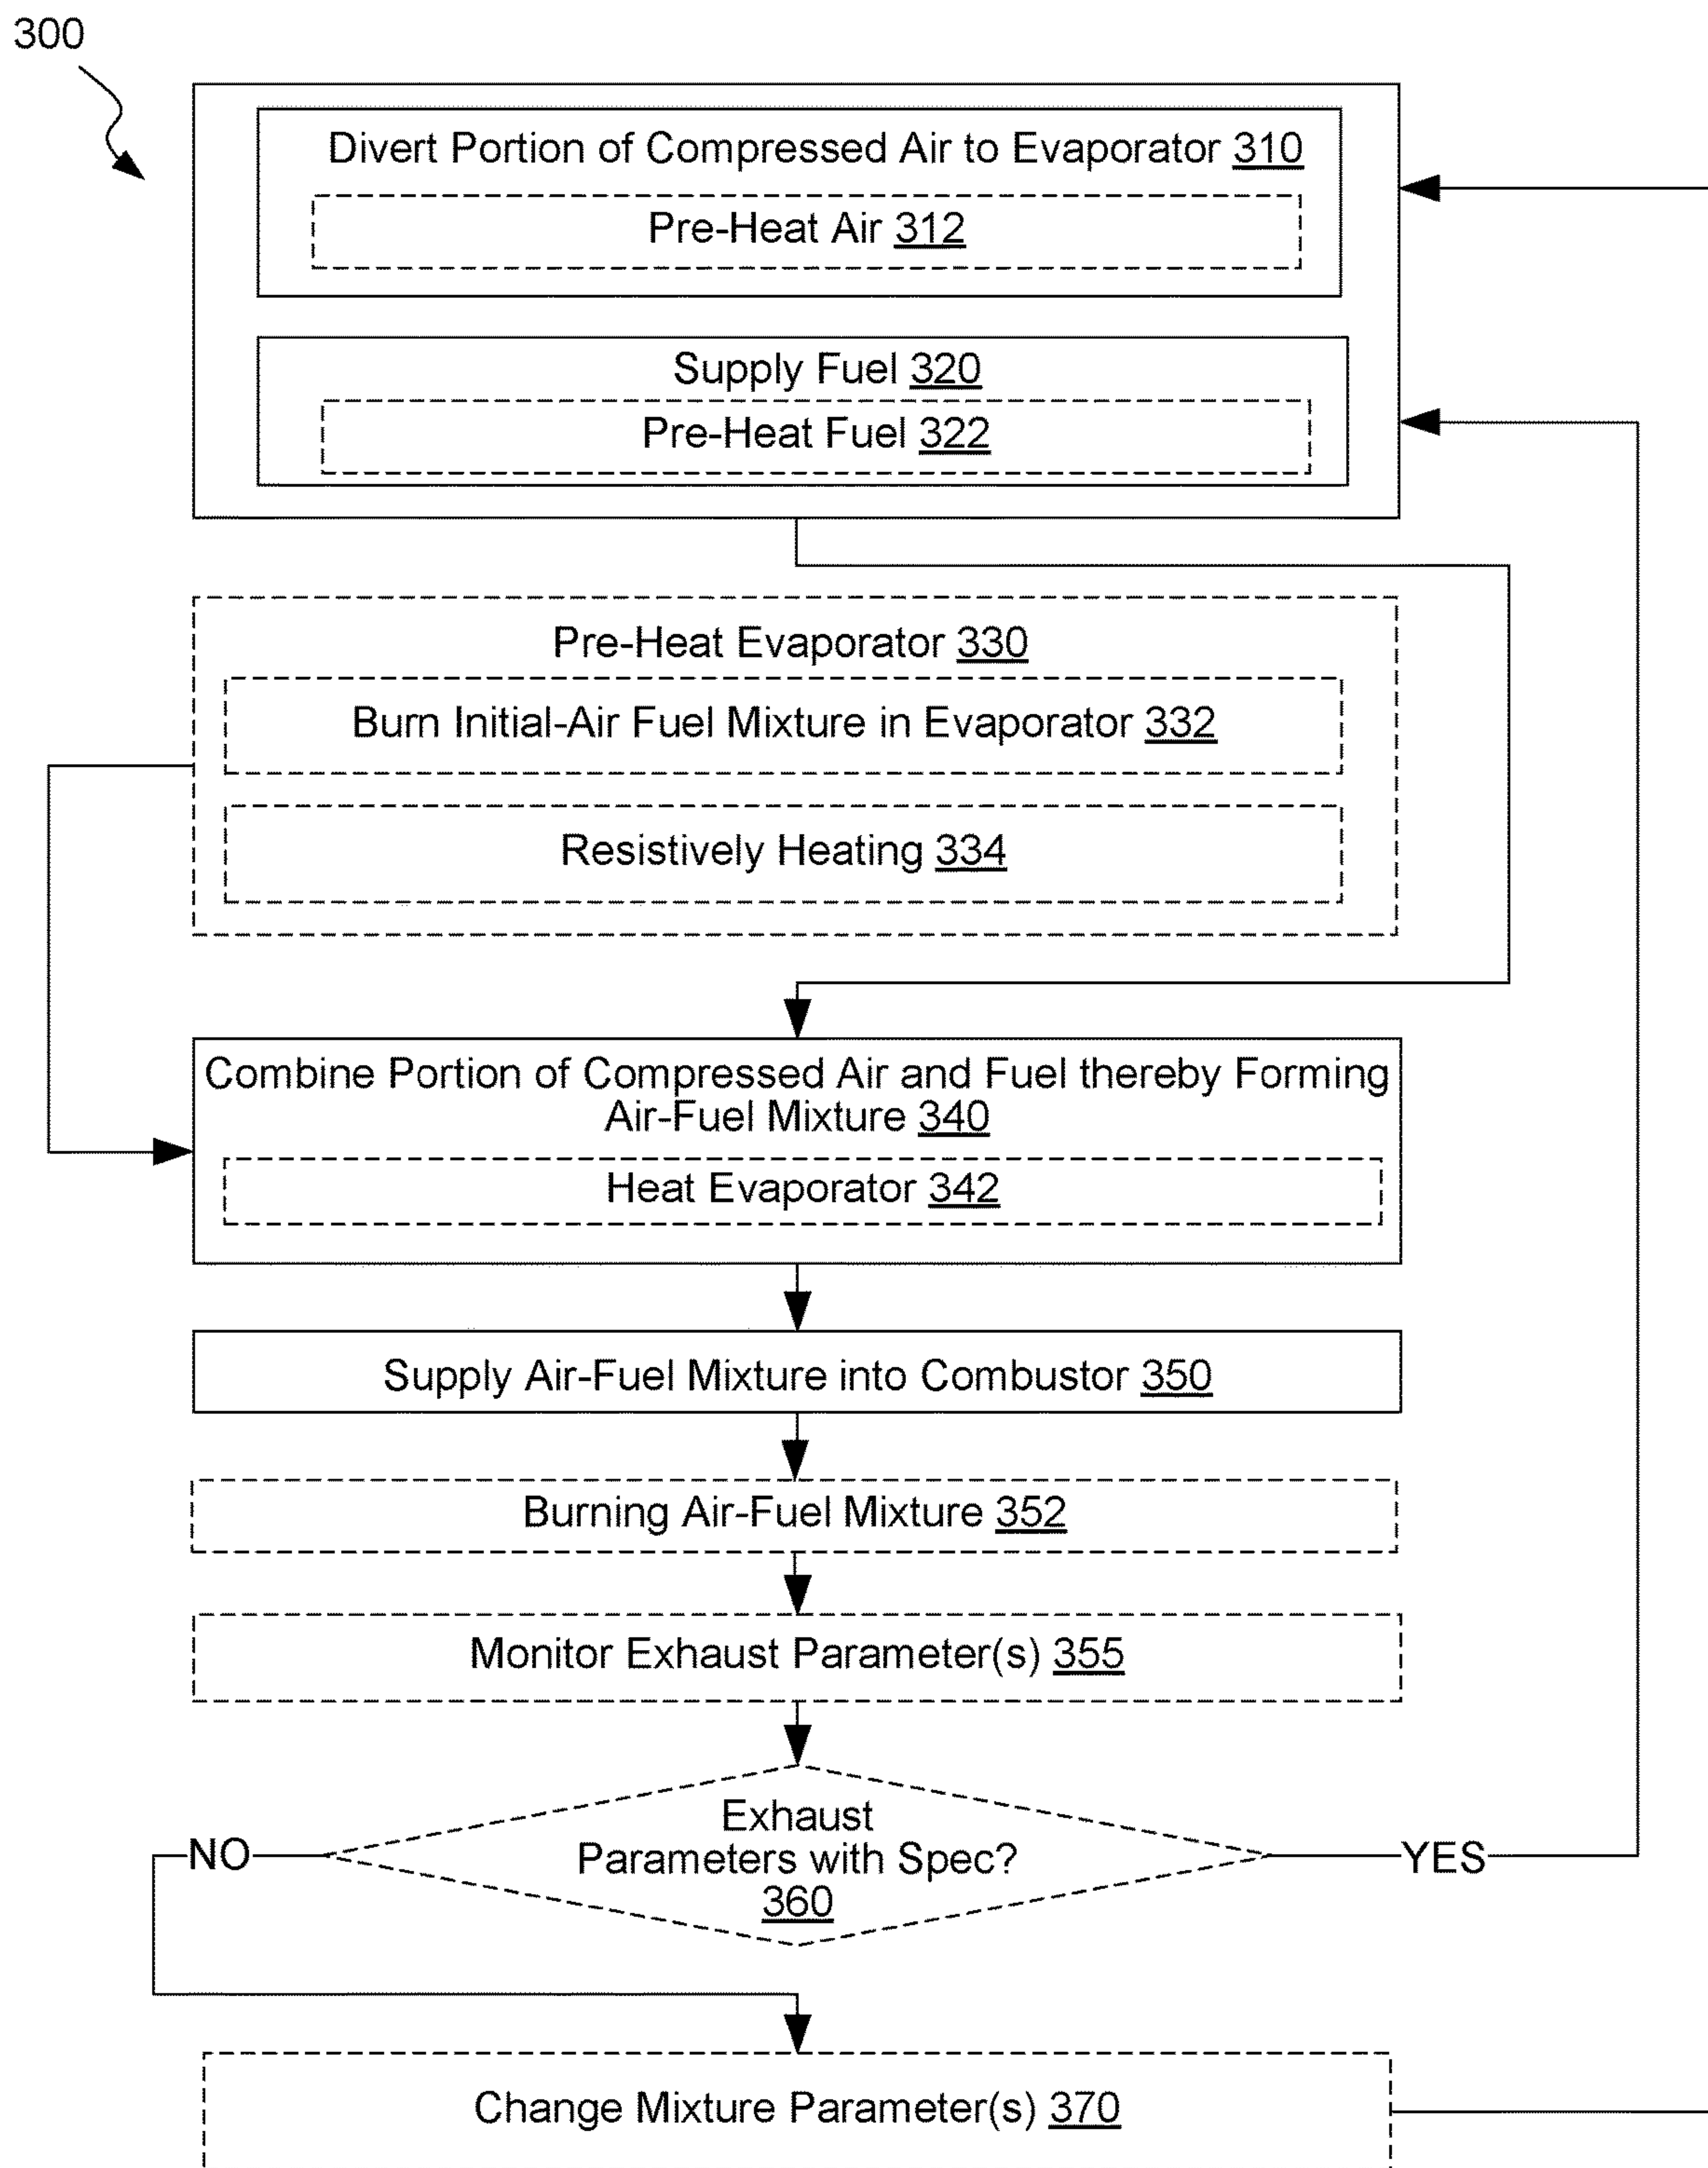 300
Divert Portion of Compressed Air to Evaporator 310
Pre-Heat Air 312
Supply Fuel 320
Pre-Heat Fuel 322
Pre-Heat Evaporator 330
Burn Initial-Air Fuel Mixture in Evaporator 332
Resistively Heating 334
Combine Portion of Compressed Air and Fuel thereby Forming
Air-Fuel Mixture 340
Heat Evaporator 342
Supply Air-Fuel Mixture into Combustor 350
Burning Air-Fuel Mixture 352
Monitor Exhaust Parameter(s) 355
Exhaust
Parameters with Spec?
360
NO
YES
Change Mixture Parameter(s) 370